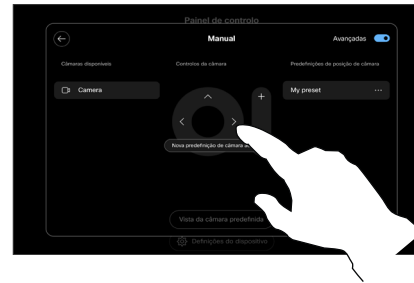 Painel de controlo
Manual
Avançadas
Câmaras disponíveis
Controlos da câmara
Predefinições de posição de câmara
Camera
My preset
Nova predefinição de câmara
Vista da câmara predefinida
Definições do dispositivo